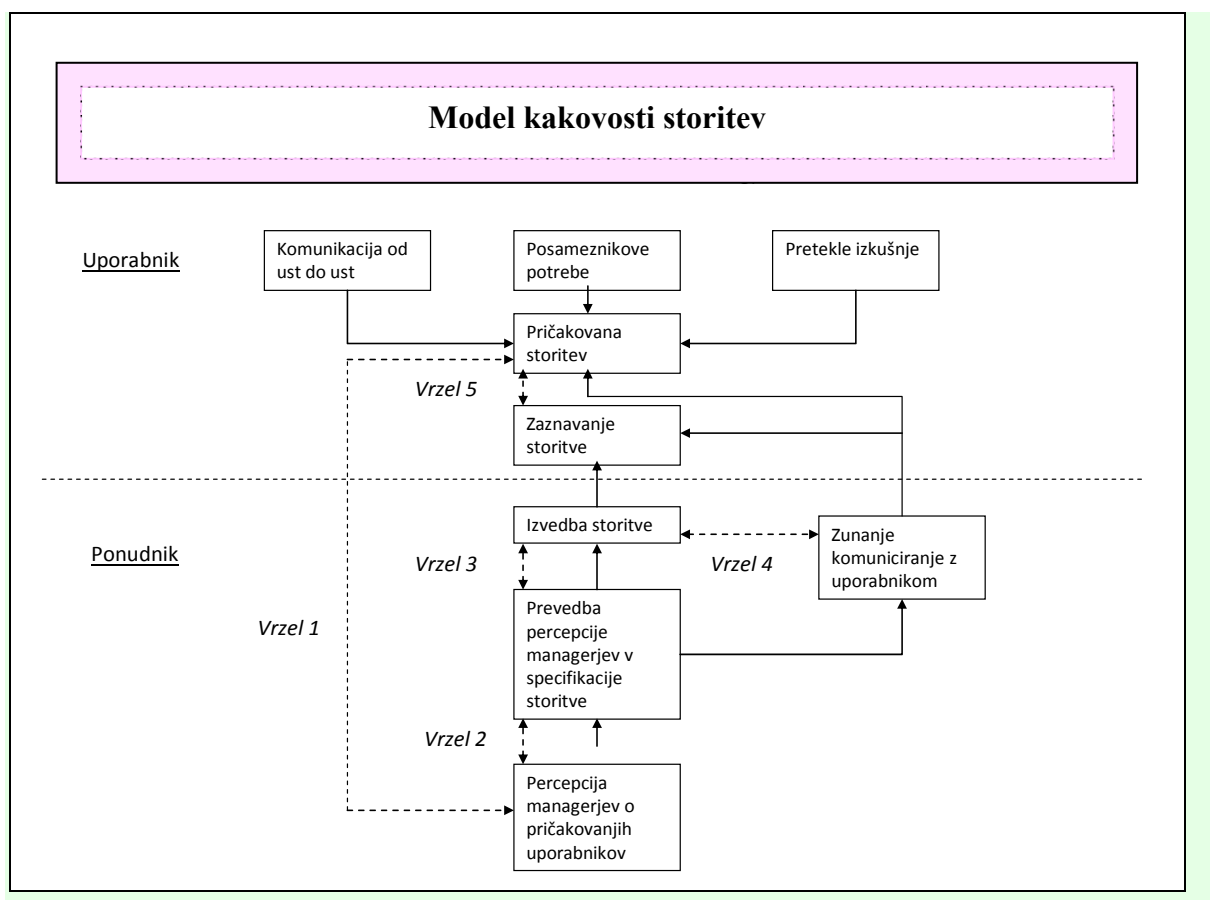 Model kakovosti storitev
Uporabnik
Komunikacija od
ust do ust
Posameznikove
potrebe
Pretekle izkušnje
Pričakovana
storitev
Vrzel 5
Zaznavanje
storitve
Ponudnik
Izvedba storitve
Vrzel 3
Vrzel 4
Zunanje
komuniciranje z
uporabnikom
Vrzel 1
Prevedba
percepcije
managerjev v
specifikacije
storitve
Vrzel 2
Percepcija
managerjev o
pričakovanjih
uporabnikov